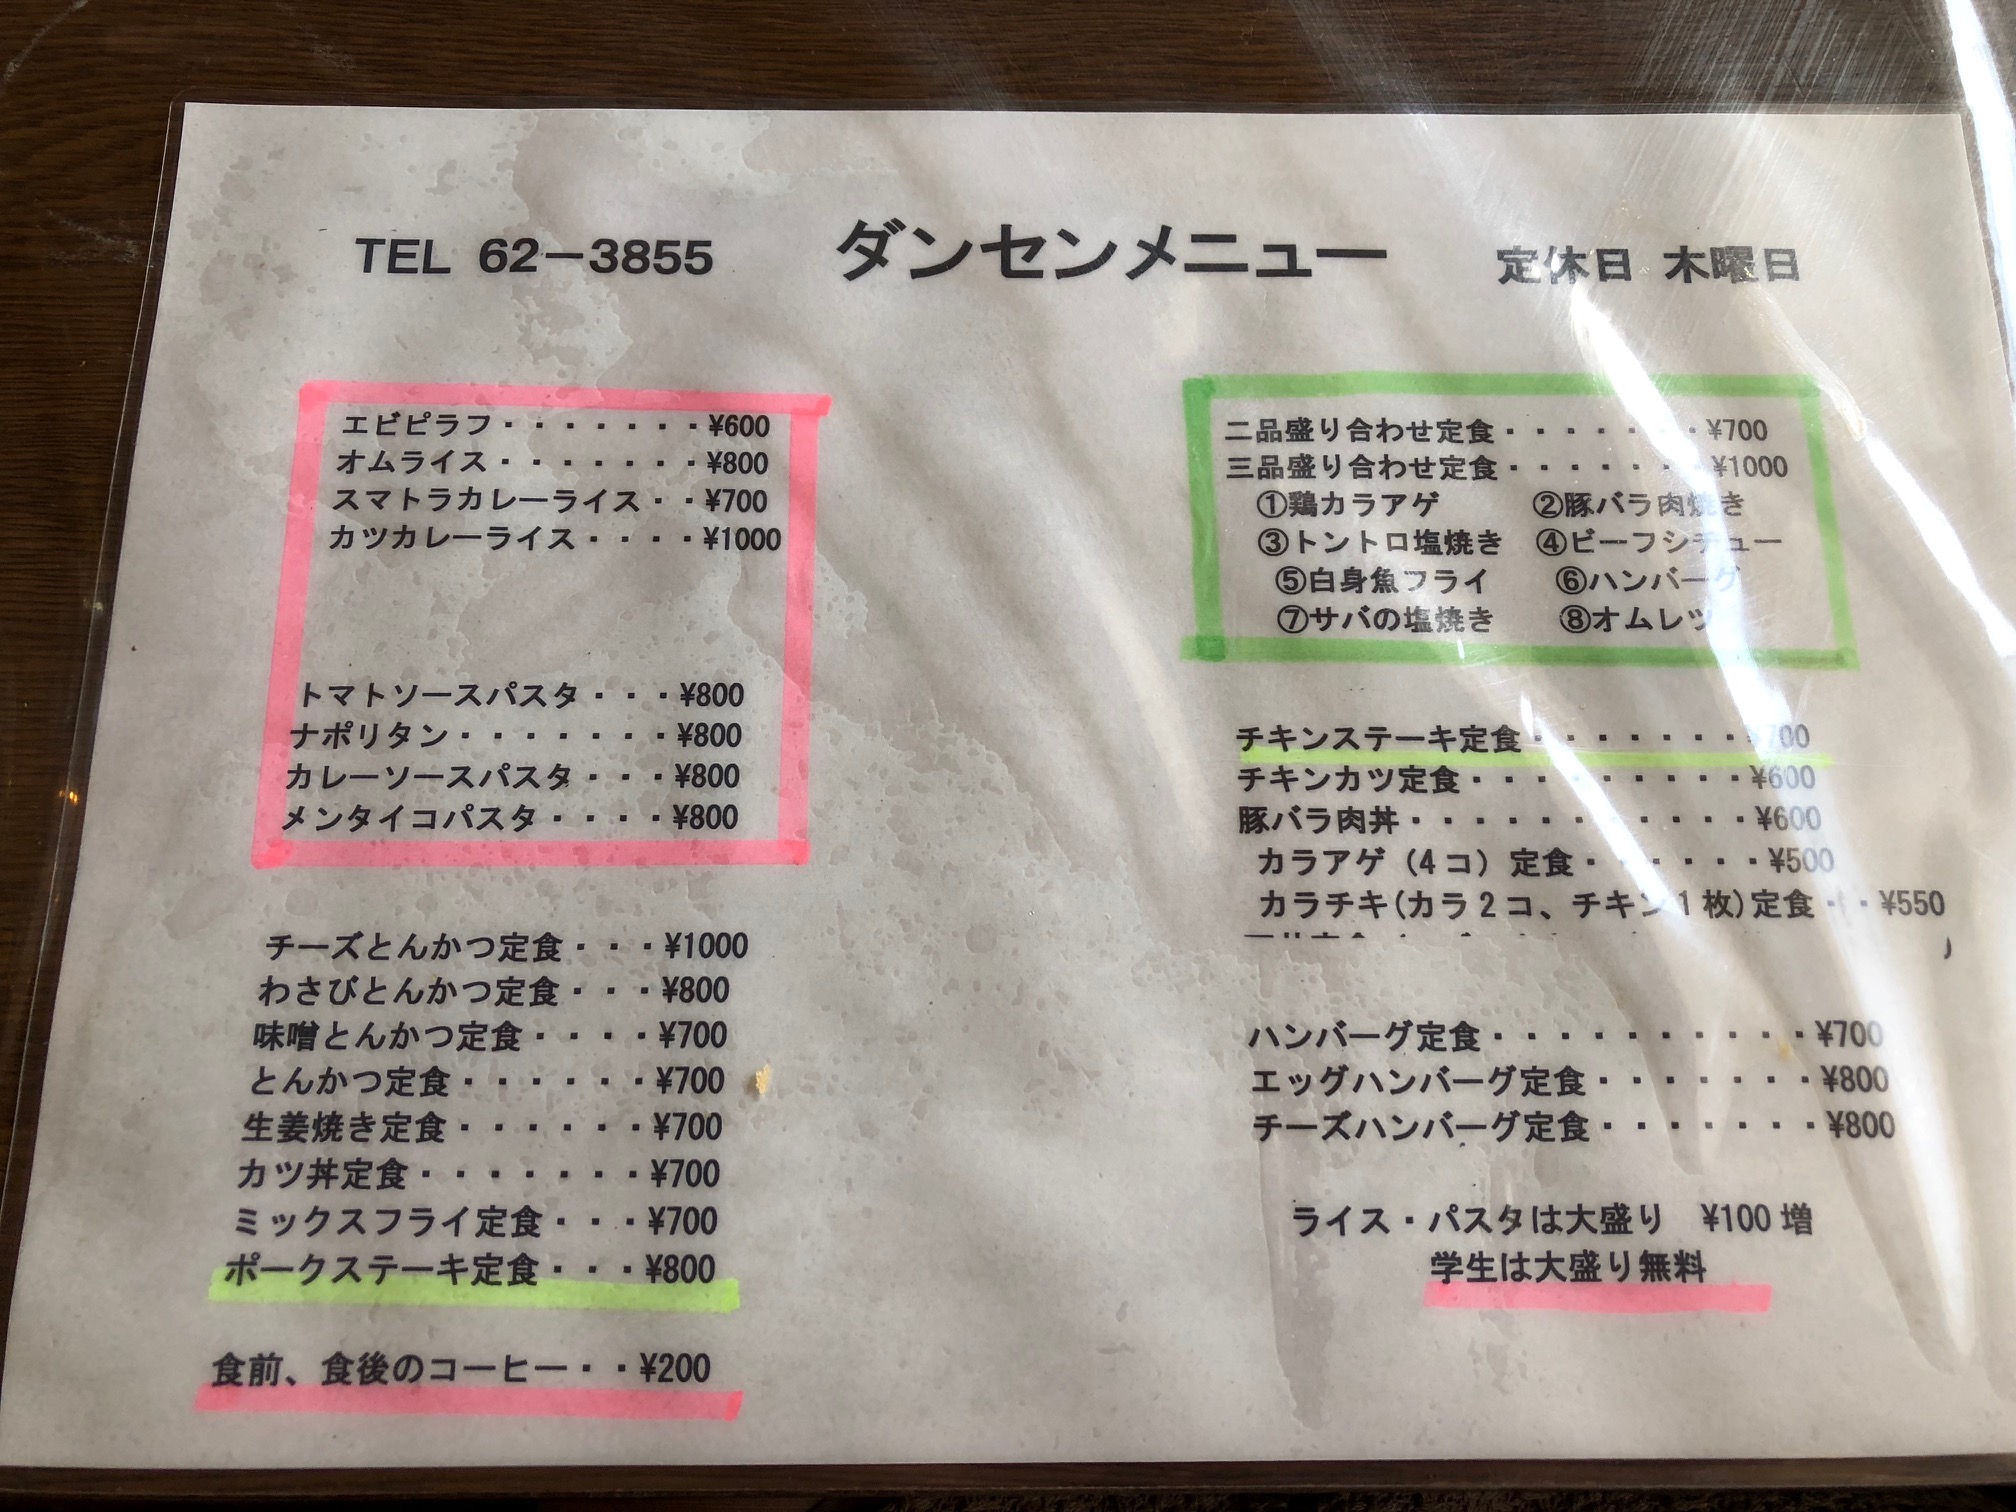 TEL 62－3855
ダンセンメニュー
定休日 木曜日
エビピラフ・・・・・・・¥600
オムライス・・・・・・・¥800
スマトラカレーライス・・¥700
カツカレーライス・・・・¥1000
トマトソースパスタ・・・¥800
ナポリタン・・・・・・・¥800
カレーソースパスタ・・・¥800
メンタイコパスタ・・・・¥800
チーズとんかつ定食・・・¥1000
わさびとんかつ定食・・・¥800
味噌とんかつ定食・・・・¥700
とんかつ定食・・・・・・¥700
生姜焼き定食・・・・・・¥700
カツ丼定食・・・・・・・¥700
ミックスフライ定食・・・¥700
ポークステーキ定食・・・¥800
食前、食後のコーヒー・・¥200
二品盛り合わせ定食・・・・・・・¥700
三品盛り合わせ定食・・・・・・・¥1000
①鶏カラアゲ ②豚バラ肉焼き
③トントロ塩焼き ④ビーフシチュー
⑤白身魚フライ ⑥ハンバーグ
⑦サバの塩焼き ⑧オムレツ
チキンステーキ定食・・・・・・・¥700
チキンカツ定食・・・・・・・・・¥600
豚バラ肉丼・・・・・・・・・・・¥600
カラアゲ（4コ）定食・・・・・・¥500
カラチキ(カラ2コ、チキン1枚)定食・・¥550
ハンバーグ定食・・・・・・・・・・¥700
エッグハンバーグ定食・・・・・・・¥800
チーズハンバーグ定食・・・・・・・¥800
ライス・パスタは大盛り ¥100増
学生は大盛り無料